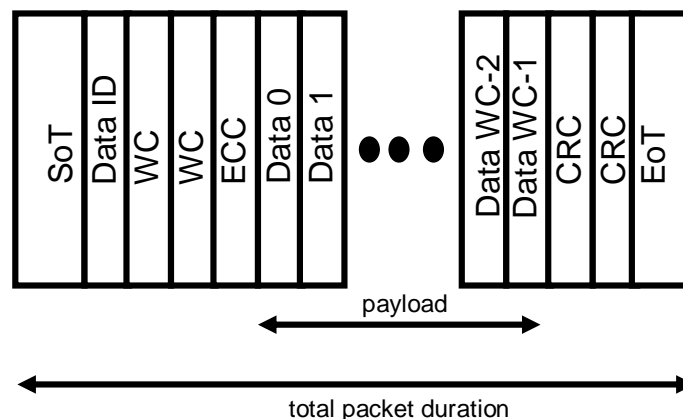 SoT
Data ID
WC
WC
ECC
Data 0
Data 1
Data WC-2
Data WC-1
CRC
CRC
EoT
payload
total packet duration